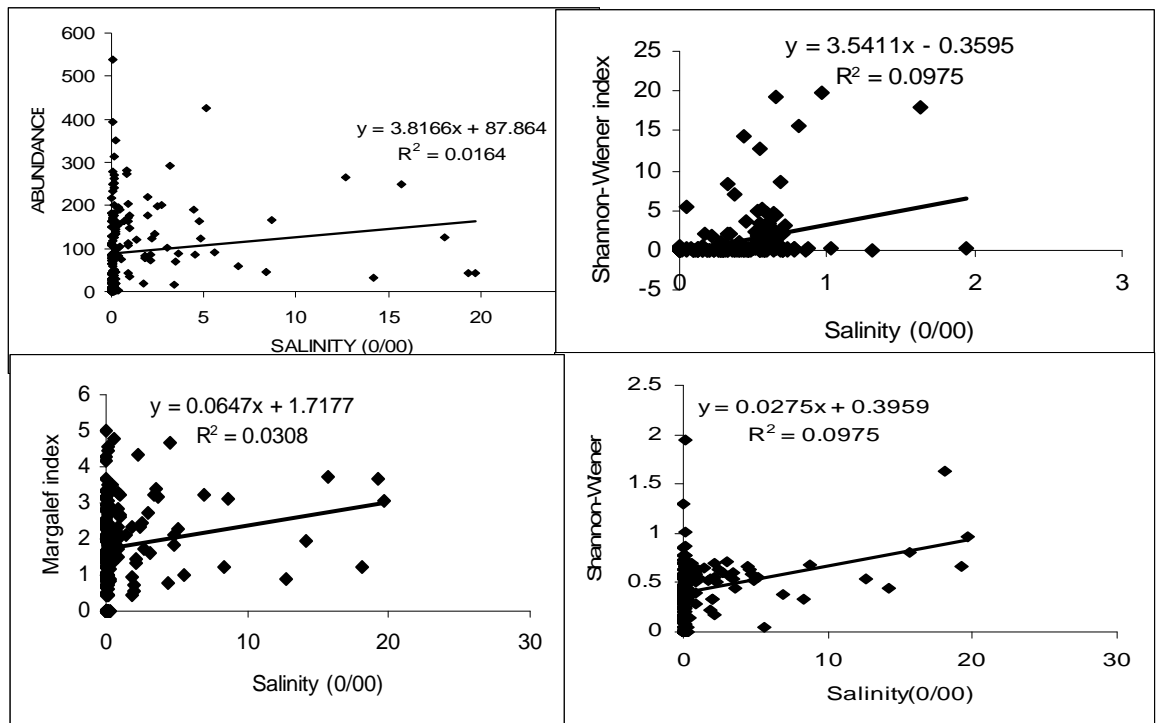 600
500
400
300
200
100
0
ABUNDANCE
y = 3.8166x + 87.864
R² = 0.0164
0 5 10 15 20
SALINITY (0/00)
25
20
15
10
5
0
-5
Shannon-Wiener index
y = 3.5411x - 0.3595
R² = 0.0975
0 1 2 3
Salinity (0/00)
6
5
4
3
2
1
0
Margalef index
y = 0.0647x + 1.7177
R² = 0.0308
0 10 20 30
Salinity (0/00)
2.5
2
1.5
1
0.5
0
Shannon-Wiener
y = 0.0275x + 0.3959
R² = 0.0975
0 10 20 30
Salinity(0/00)